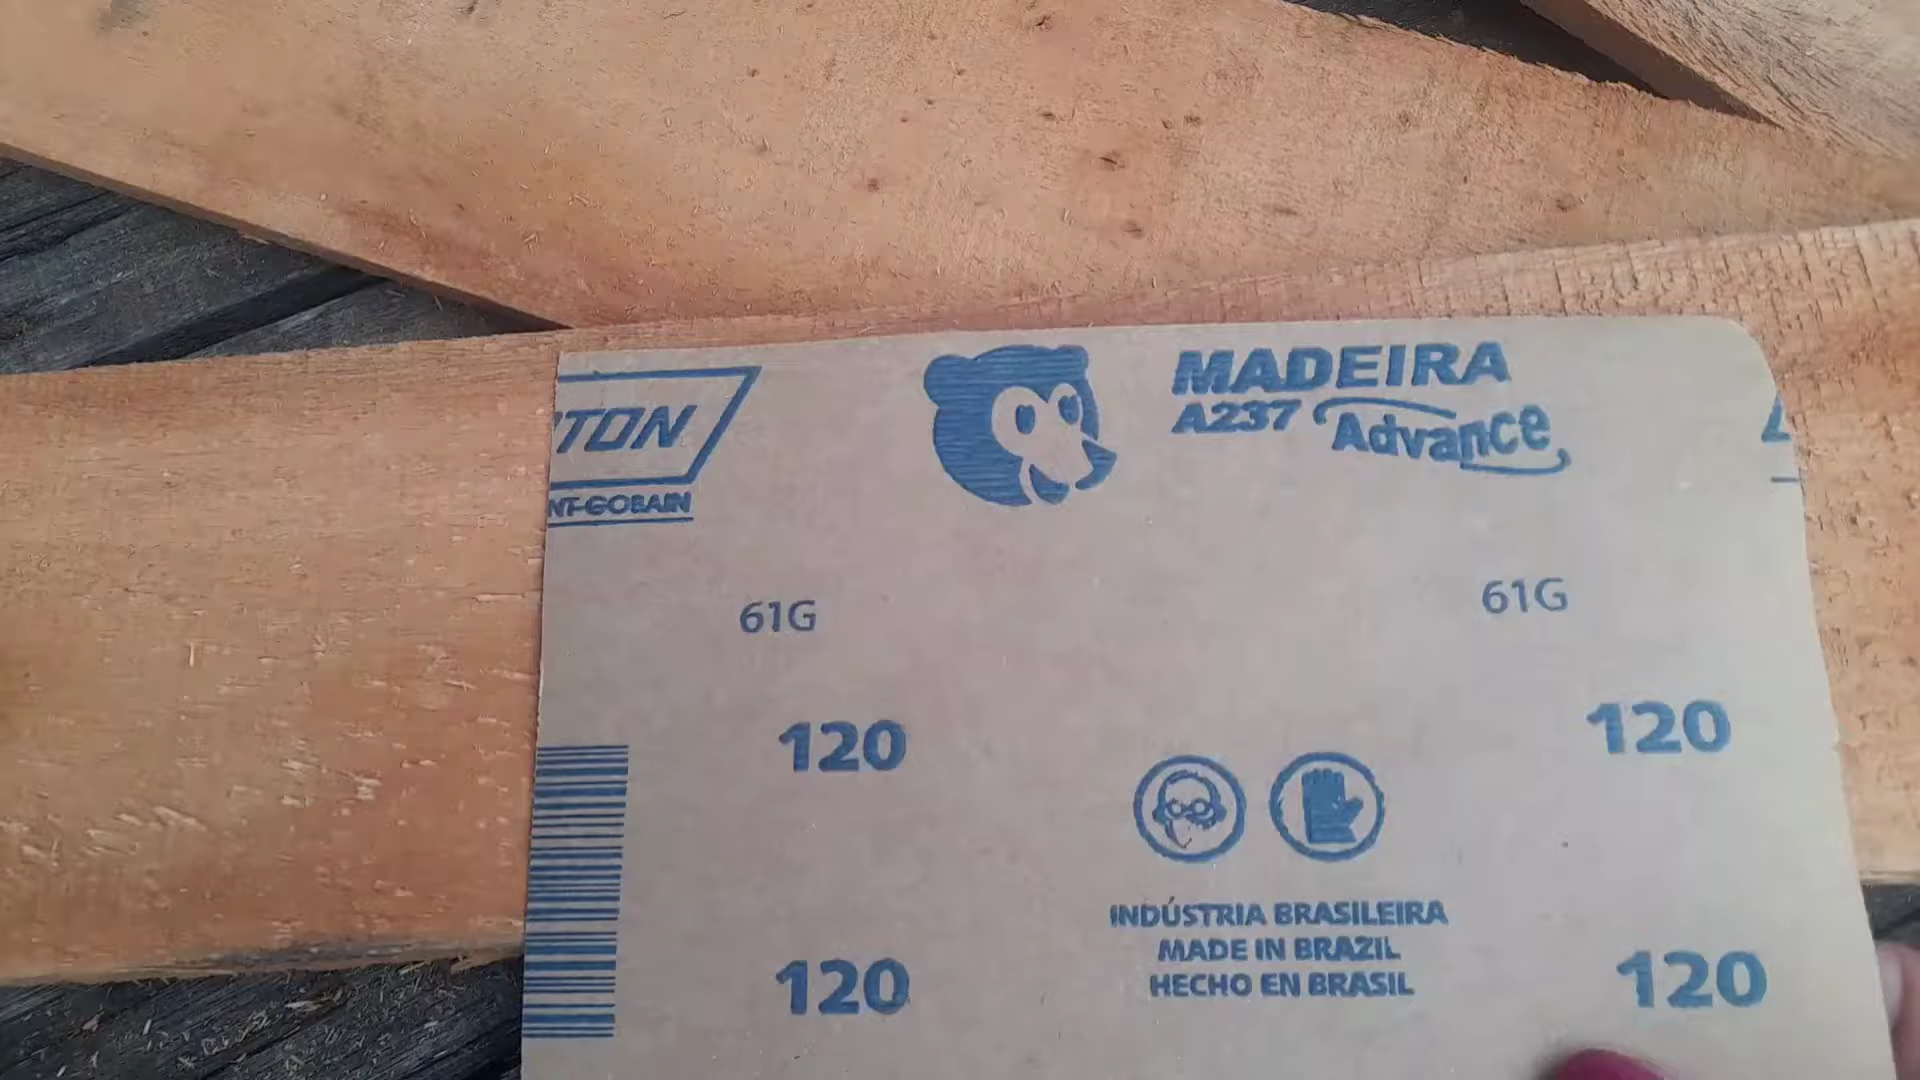 TON
NT-GOBAIN
MADEIRA
A237 Advance
61G
61G
120
120
INDÚSTRIA BRASILEIRA
MADE IN BRAZIL
HECHO EN BRASIL
120
120